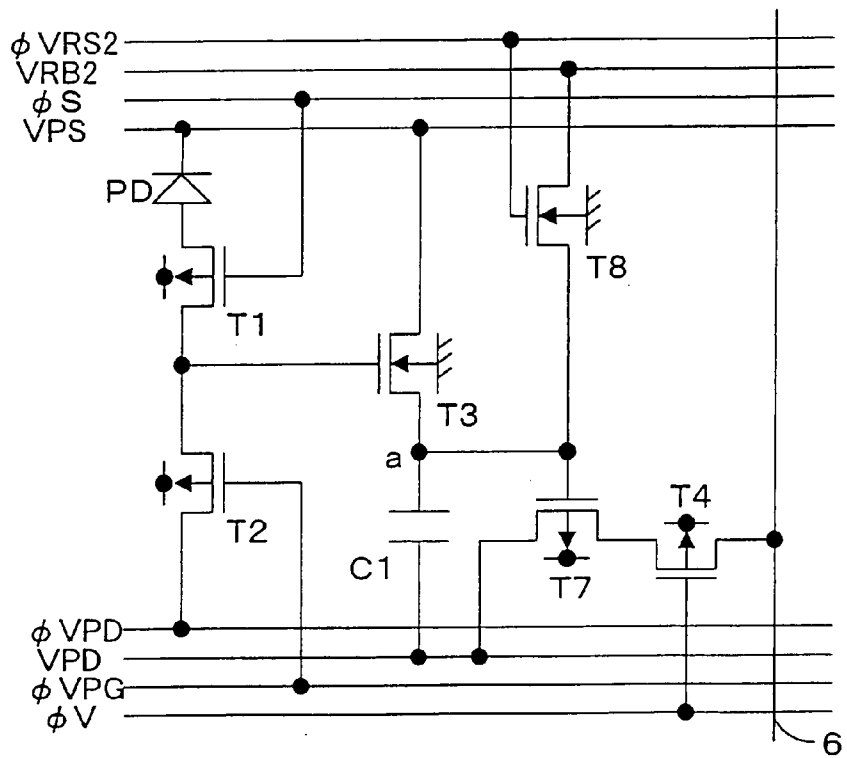 φVRS2
VRB2
φS
VPS
PD
T8
T1
T3
a
T4
T2
C1
T7
φVPD
VPD
φVPG
φV
6